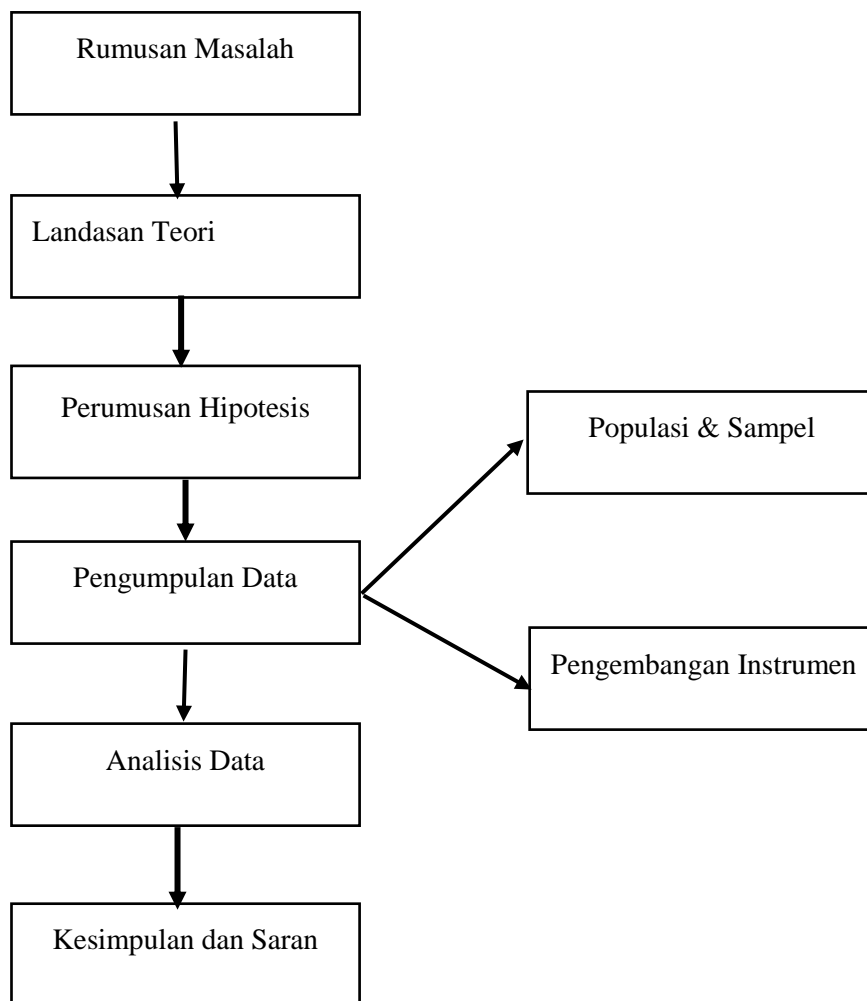 Rumusan Masalah
Landasan Teori
Perumusan Hipotesis
Populasi & Sampel
Pengumpulan Data
Pengembangan Instrumen
Analisis Data
Kesimpulan dan Saran